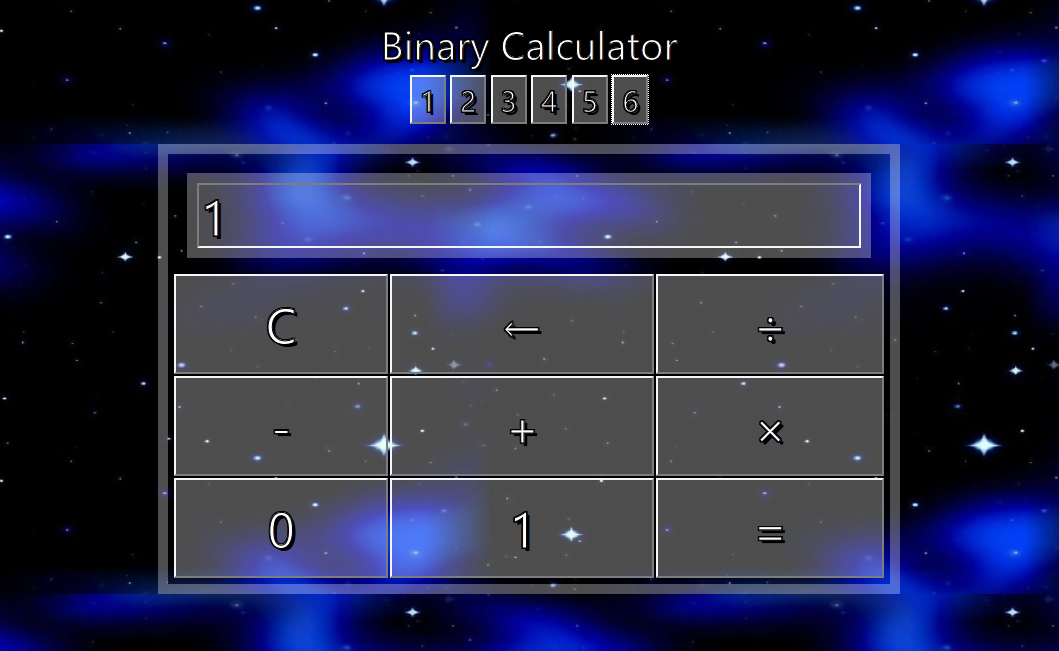 Binary Calculator
1 2 3 4 5 6
1
C ← ÷
- + ×
0 1 =